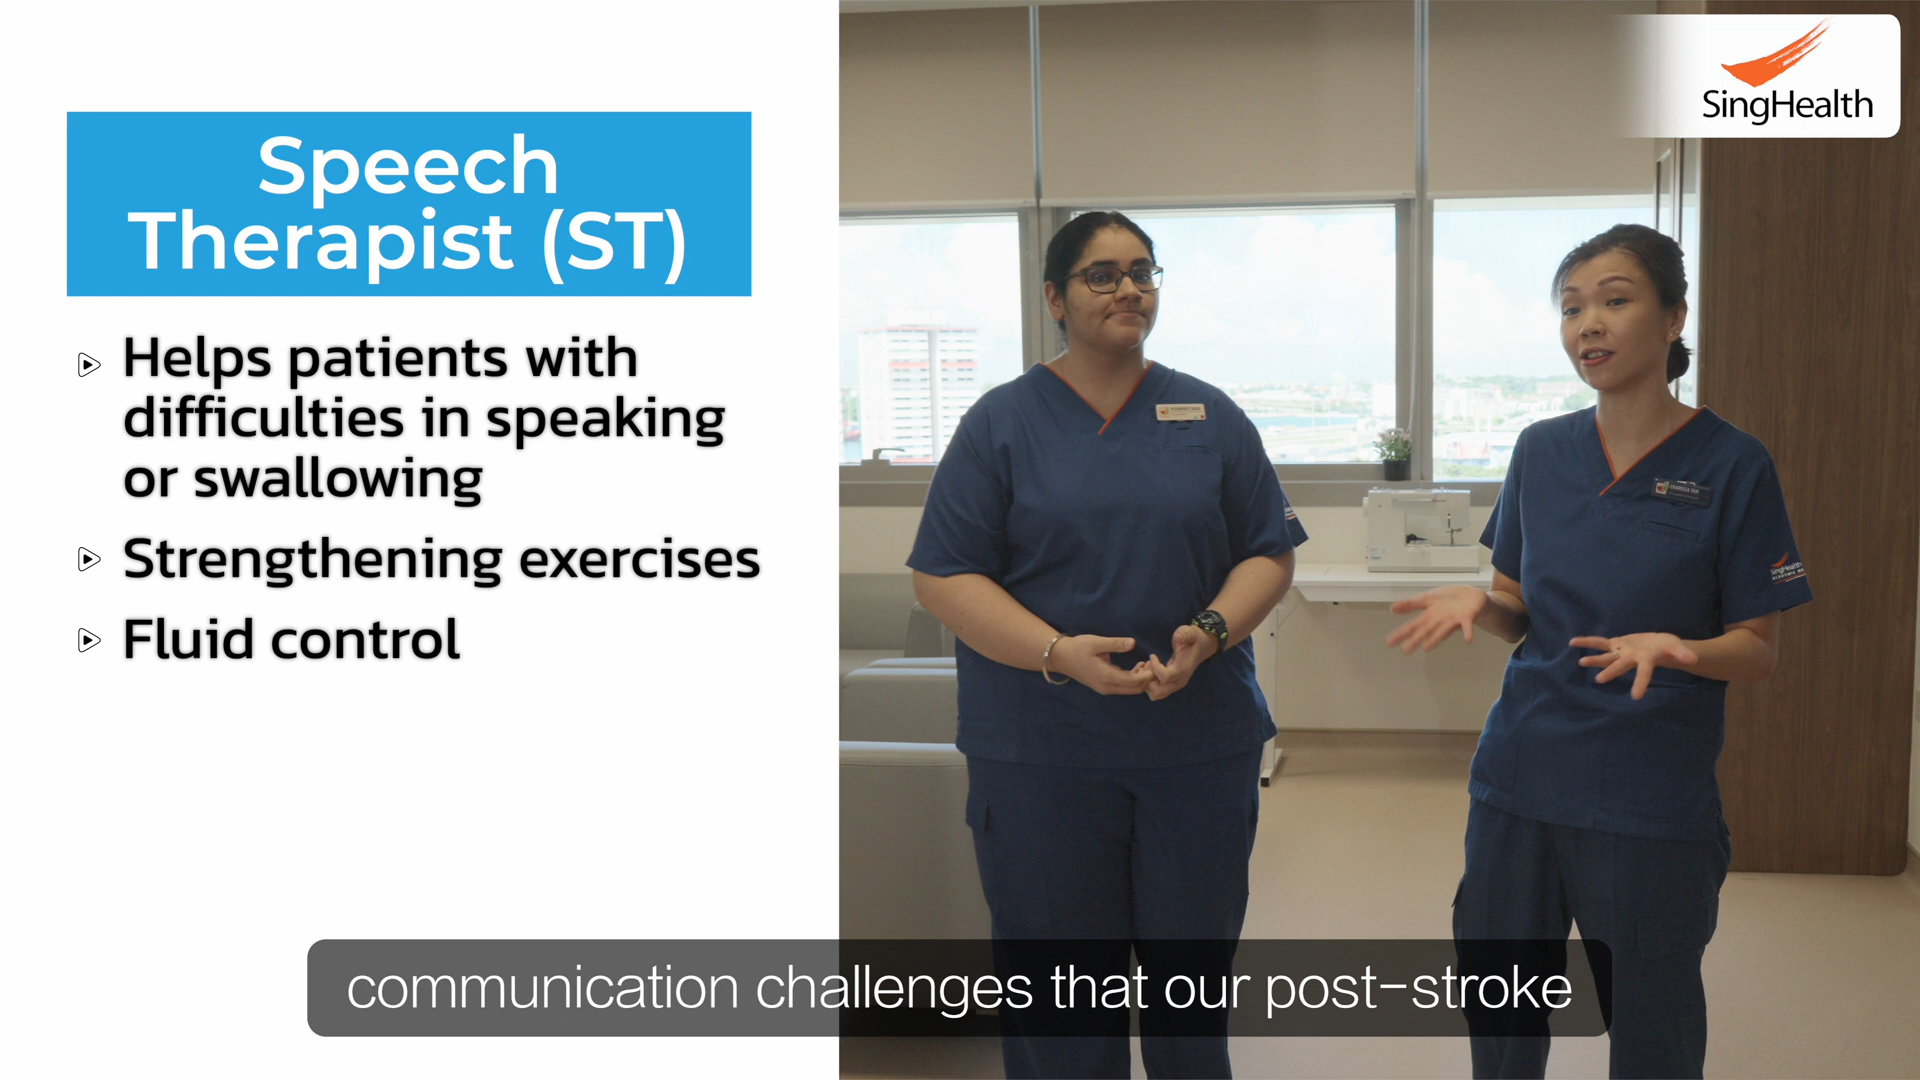 Speech
Therapist (ST)
Helps patients with
difficulties in speaking
or swallowing
Strengthening exercises
Fluid control
SingHealth
SingHealth
communication challenges that our post-stroke